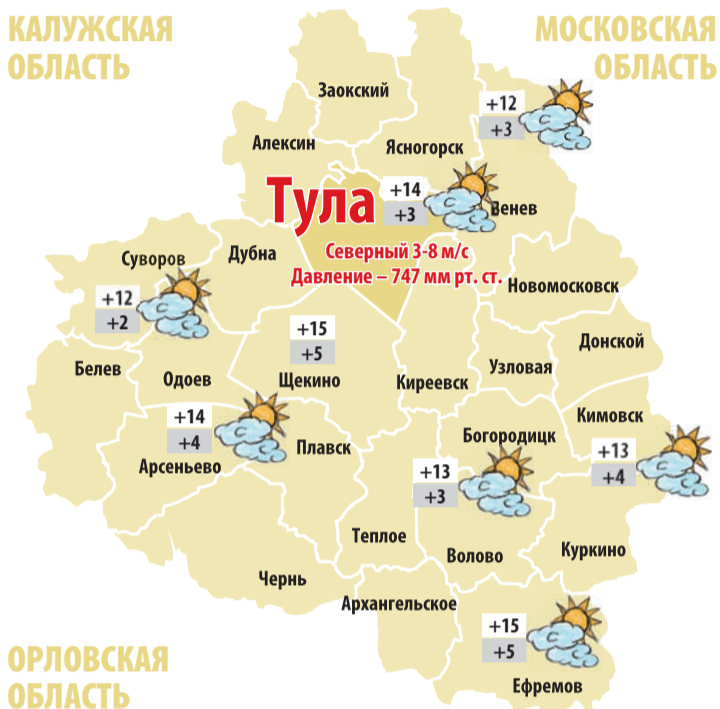 КАЛУЖСКАЯ
ОБЛАСТЬ
МОСКОВСКАЯ
ОБЛАСТЬ
Заокский
+12
+3
Алексин
Ясногорск
Тула
+14
+3
Венев
Северный 3-8 м/с
Давление – 747 мм рт. ст.
Суворов
Дубна
Новомосковск
+12
+2
+15
+5
Донской
Белев
Одоев
Щекино
Киреевск
Узловая
+14
+4
Арсеньево
Плавск
Богородицк
Кимовск
+13
+4
+13
+3
Теплое
Волово
Куркино
Чернь
Архангельское
+15
+5
Ефремов
ОРЛОВСКАЯ
ОБЛАСТЬ